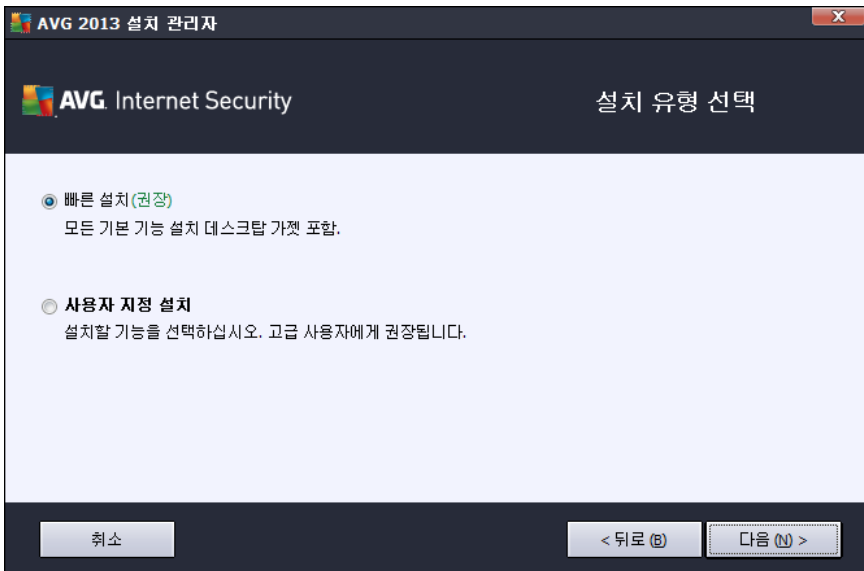 AVG 2013 설치 관리자
X
AVG. Internet Security
설치 유형 선택
빠른 설치(권장)
모든 기본 기능 설치 데스크탑 가젯 포함.
사용자 지정 설치
설치할 기능을 선택하십시오. 고급 사용자에게 권장됩니다.
취소
< 뒤로 (B)
다음 (N) >